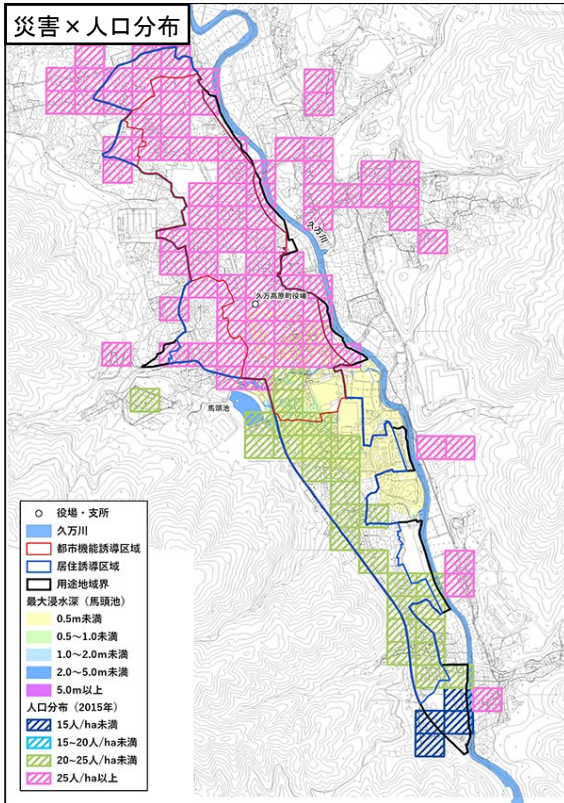 災害×人口分布
久万川
久万高原町役場
馬頭池
役場・支所
久万川
都市機能誘導区域
居住誘導区域
用途地域界
最大浸水深（馬頭池）
0.5m未満
0.5～1.0m未満
1.0～2.0m未満
2.0～5.0m未満
5.0m以上
人口分布（2015年）
15人/ha未満
15~20人/ha未満
20~25人/ha未満
25人/ha以上